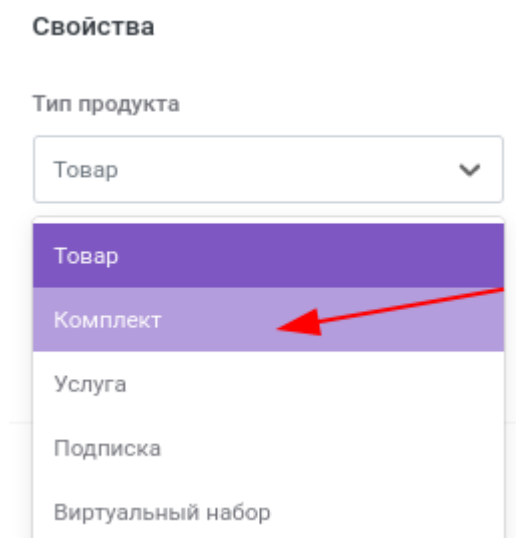 Свойства
Тип продукта
Товар
Товар
Комплект
Услуга
Подписка
Виртуальный набор